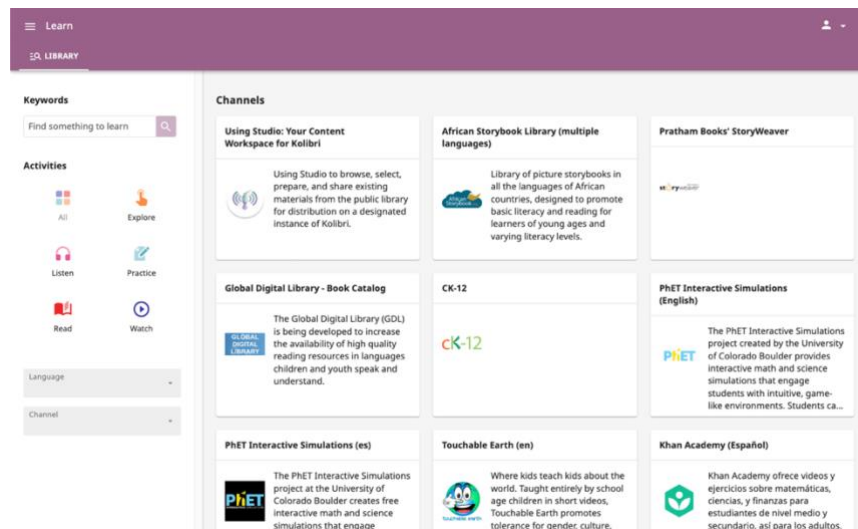 Learn
LIBRARY
Keywords
Find something to learn
Activities
All
Explore
Listen
Practice
Read
Watch
Language
Channel
Channels
Using Studio: Your Content
Workspace for Kolibri
Using Studio to browse, select,
prepare, and share existing
materials from the public library
for distribution on a designated
instance of Kolibri.
African Storybook Library (multiple
languages)
Library of picture storybooks in
all the languages of African
countries, designed to promote
basic literacy and reading for
learners of young ages and
varying literacy levels.
Pratham Books' StoryWeaver
storyweaver
Global Digital Library - Book Catalog
GLOBAL
DIGITAL
LIBRARY
The Global Digital Library (GDL)
is being developed to increase
the availability of high quality
reading resources in languages
children and youth speak and
understand.
CK-12
cK-12
PhET Interactive Simulations
(English)
PhET
The PhET Interactive Simulations
project created by the University
of Colorado Boulder provides
interactive math and science
simulations that engage
students with intuitive, game-
like environments. Students ca...
PhET Interactive Simulations (es)
PhET
The PhET Interactive Simulations
project at the University of
Colorado Boulder creates free
interactive math and science
simulations that engage
Touchable Earth (en)
touchable earth
Where kids teach kids about the
world. Taught entirely by school
age children in short videos,
Touchable Earth promotes
tolerance for gender, culture,
Khan Academy (Español)
Khan Academy ofrece videos y
ejercicios sobre matemáticas,
ciencias, y finanzas para
estudiantes de nivel medio y
secundario, así para los adultos.